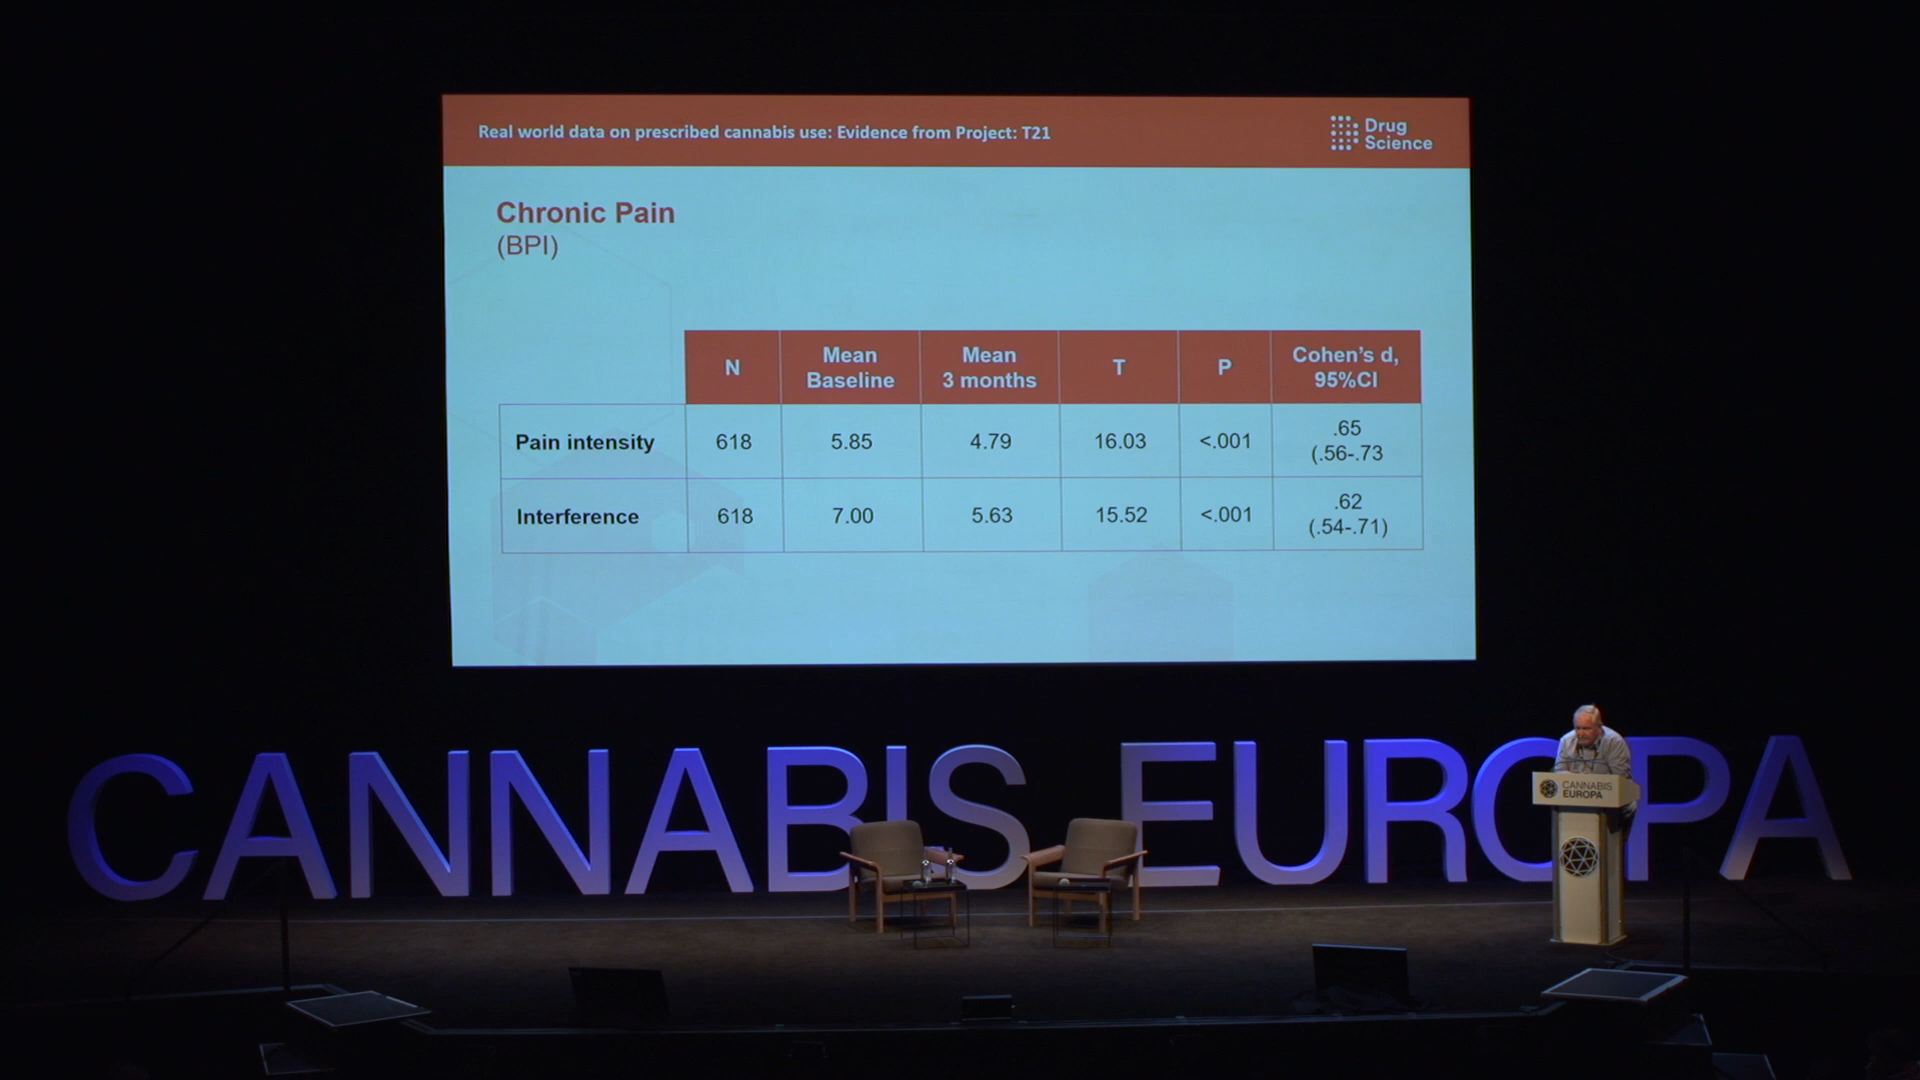 Real world data on prescribed cannabis use: Evidence from Project: T21
Drug
Science
Chronic Pain
(BPI)
N
Mean
Baseline
Mean
3 months
T
P
Cohen's d,
95%CI
Pain intensity
618
5.85
4.79
16.03
<.001
.65
(.56-.73
Interference
618
7.00
5.63
15.52
<.001
.62
(.54-.71)
CANNABIS EUROPA
CANNABIS
EUROPA